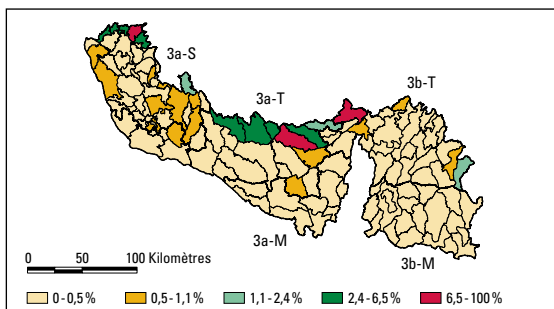 3a-S
3b-T
3a-T
3a-M
3b-M
0 50 100 Kilomètres
0 - 0,5 % 0,5 - 1,1 % 1,1 - 2,4 % 2,4 - 6,5 % 6,5 - 100 %